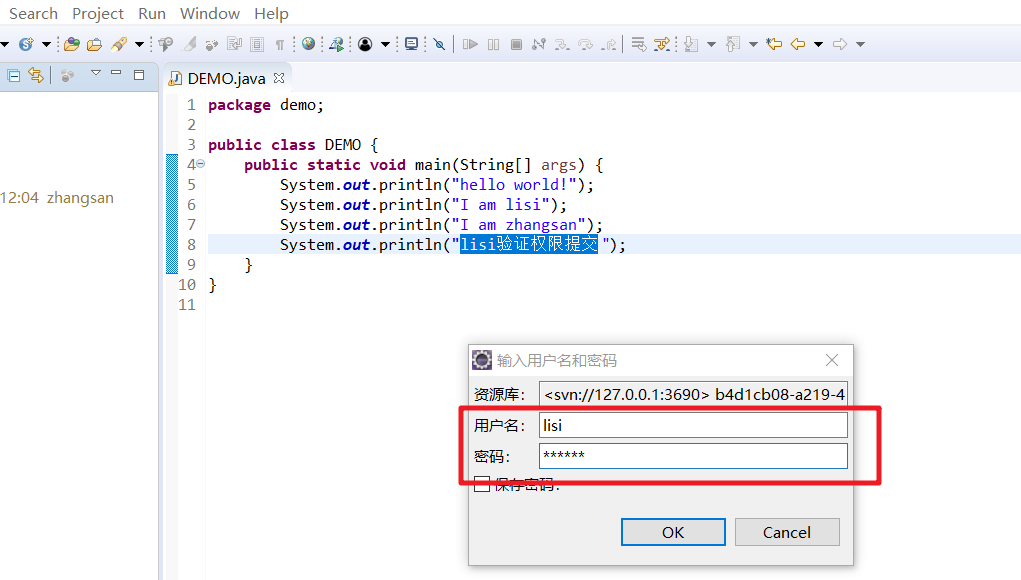 Search Project Run Window Help
DEMO.java
12:04 zhangsan
1 package demo;
2
3 public class DEMO {
4 public static void main(String[] args) {
5 System.out.println("hello world!");
6 System.out.println("I am lisi");
7 System.out.println("I am zhangsan");
8 System.out.println("lisi验证权限提交");
9 }
10 }
11
输入用户名和密码
资源库: <svn://127.0.0.1:3690> b4d1cb08-a219-4
用户名: lisi
密码: ******
保存密码:
OK Cancel